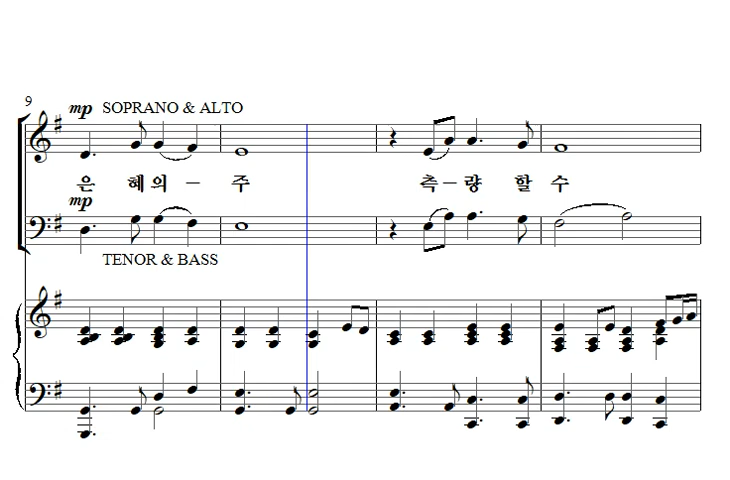 9
mp SOPRANO & ALTO
은 혜의 - 주 측-량 할 수
mp
TENOR & BASS